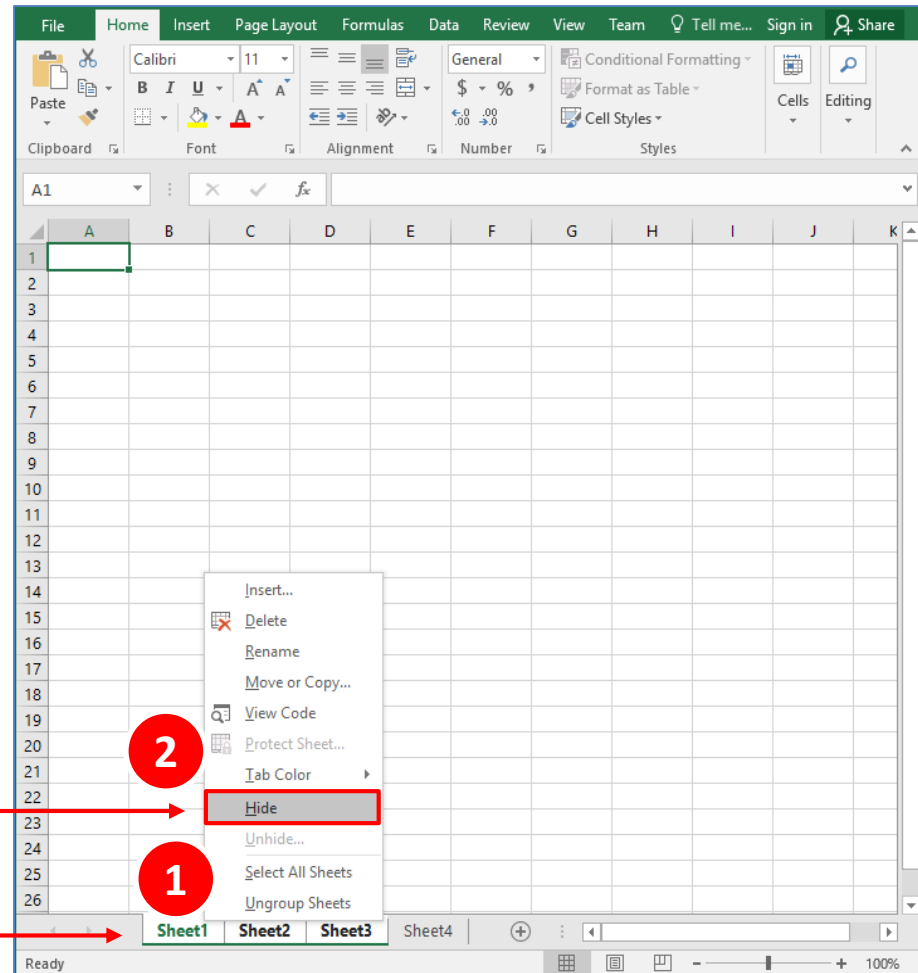 File Home Insert Page Layout Formulas Data Review View Team Tell me... Sign in Share
Calibri 11 General Conditional Formatting
Paste B I U A A $ % , Format as Table Cells Editing
A .00 .00 Cell Styles
Clipboard Font Alignment Number Styles
A1 fx
A B C D E F G H I J K
1
2
3
4
5
6
7
8
9
10
11
12
13
14
15
16
17
18
19
20
21
22
23
24
25
26
Insert...
Delete
Rename
Move or Copy...
View Code
2 Protect Sheet...
Tab Color
Hide
Unhide...
1 Select All Sheets
Ungroup Sheets
Sheet1 Sheet2 Sheet3 Sheet4
Ready 100%